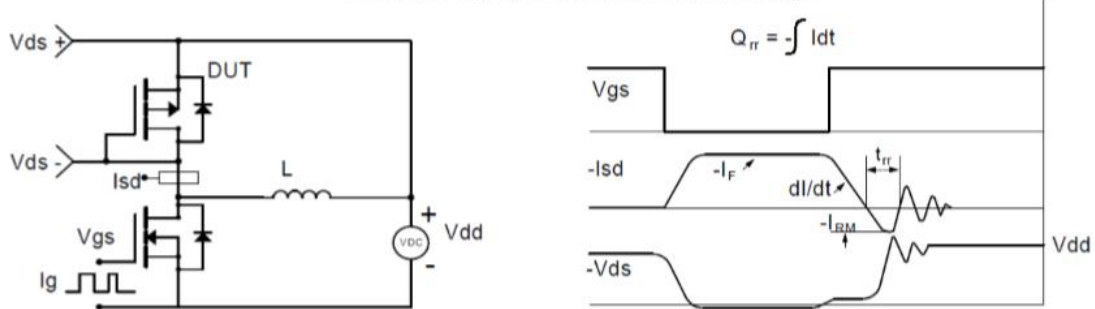 Vds +
DUT
Vds -
Isd
L
Vgs
Ig
VDC
+
-
Vdd
Qrr = -∫ Idt
Vgs
-Isd
-IF
dI/dt
trr
-IRM
Vdd
-Vds